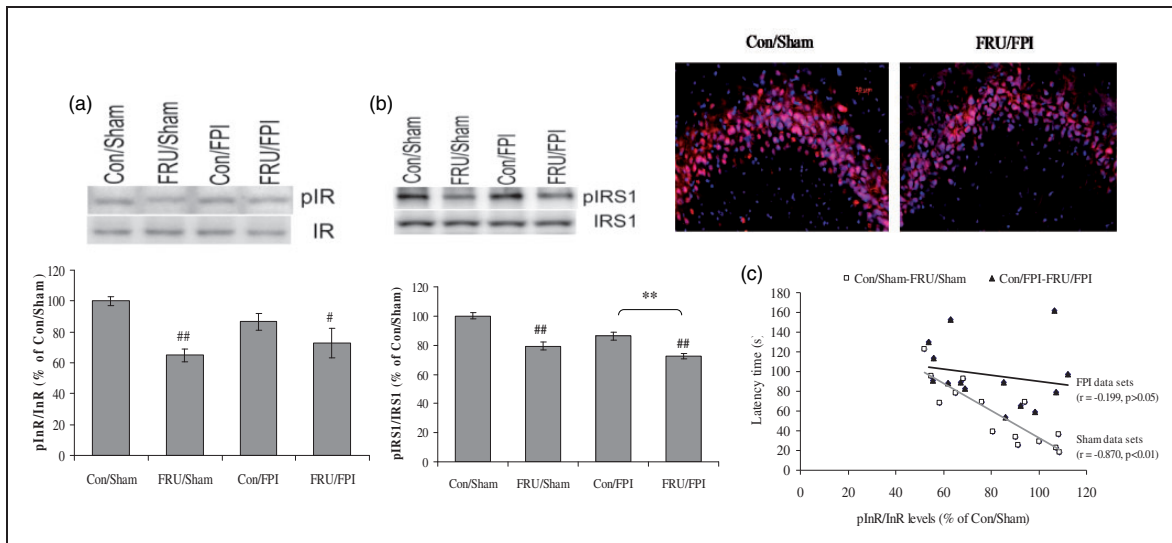 (a)
Con/Sham
FRU/Sham
Con/FPI
FRU/FPI
pIR
IR
pInR/InR (% of Con/Sham)
120
100
80
60
40
20
0
##
#
Con/Sham
FRU/Sham
Con/FPI
FRU/FPI
(b)
Con/Sham
FRU/Sham
Con/FPI
FRU/FPI
pIRS1
IRS1
pIRS1/IRS1 (% of Con/Sham)
120
100
80
60
40
20
0
##
**
##
Con/Sham
FRU/Sham
Con/FPI
FRU/FPI
Con/Sham
FRU/FPI
(c)
Con/Sham-FRU/Sham
Con/FPI-FRU/FPI
Latency time (s)
180
160
140
120
100
80
60
40
20
0
FPI data sets
(r = -0.199, p>0.05)
Sham data sets
(r = -0.870, p<0.01)
0
20
40
60
80
100
120
pInR/InR levels (% of Con/Sham)